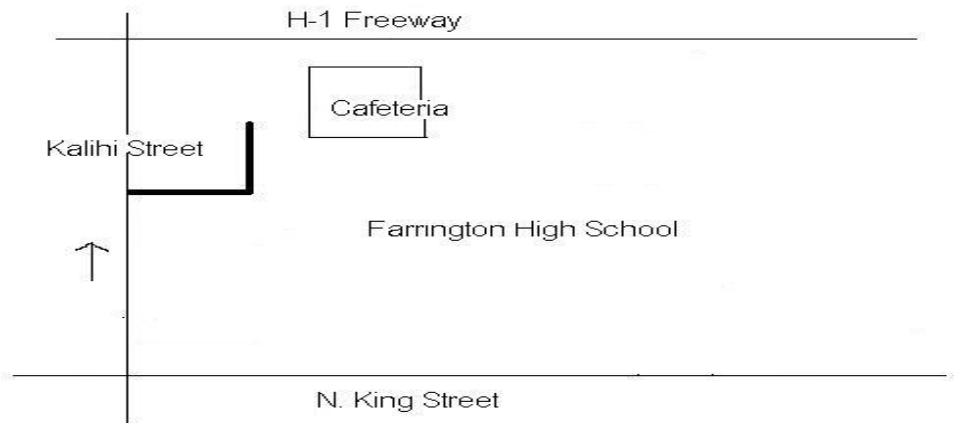 H-1 Freeway
Cafeteria
Kalihi Street
Farrington High School
N. King Street